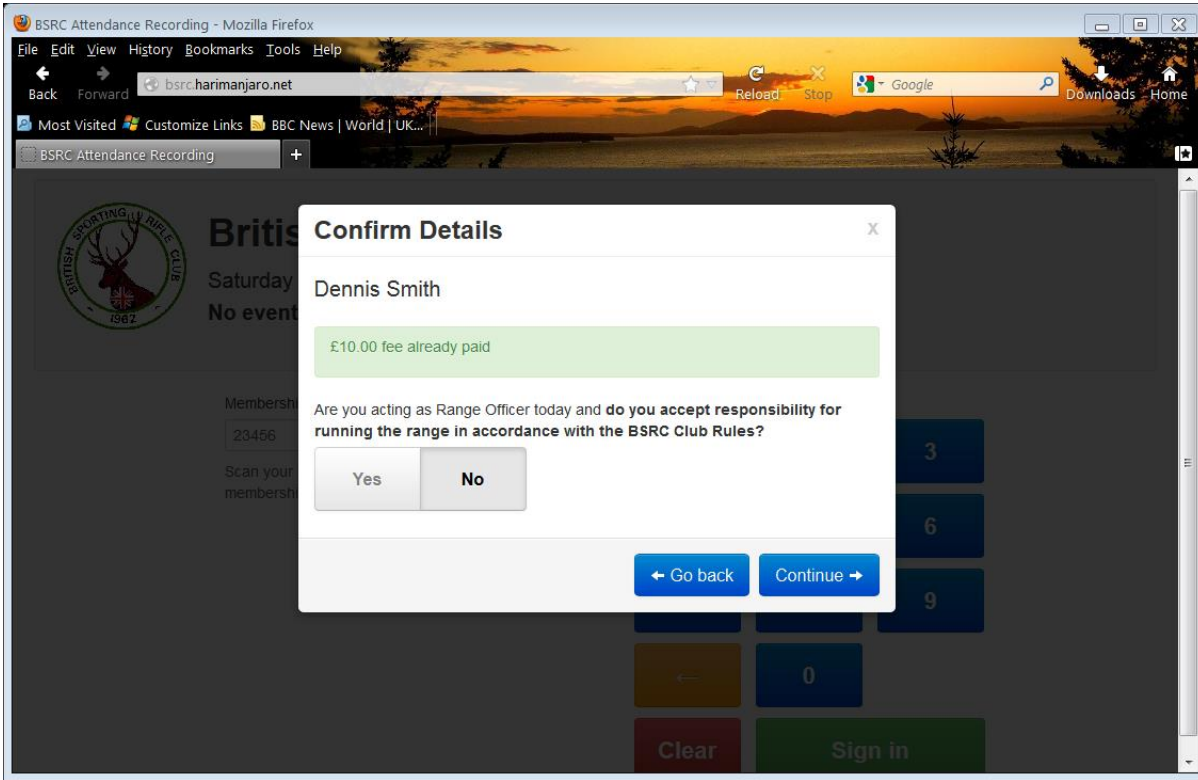 BSRC Attendance Recording - Mozilla Firefox
File Edit View History Bookmarks Tools Help
Back Forward bsrc.harimanjaro.net Reload Stop Google Downloads Home
Most Visited Customize Links BBC News | World | UK...
BSRC Attendance Recording +
BRITISH SPORTING RIFLE CLUB
1962
Britis
Saturday
No event
Confirm Details x
Dennis Smith
£10.00 fee already paid
Are you acting as Range Officer today and do you accept responsibility for
running the range in accordance with the BSRC Club Rules?
Yes No
← Go back Continue →
Membershi
23456
Scan your
membershi
3
6
9
← 0
Clear Sign in